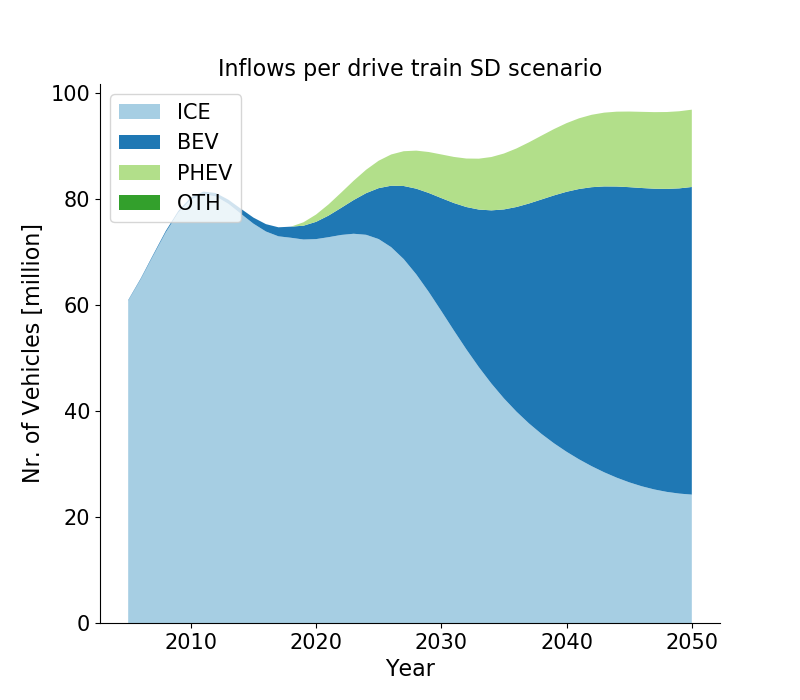 Inflows per drive train SD scenario
ICE
BEV
PHEV
OTH
Nr. of Vehicles [million]
100
80
60
40
20
0
2010 2020 2030 2040 2050
Year